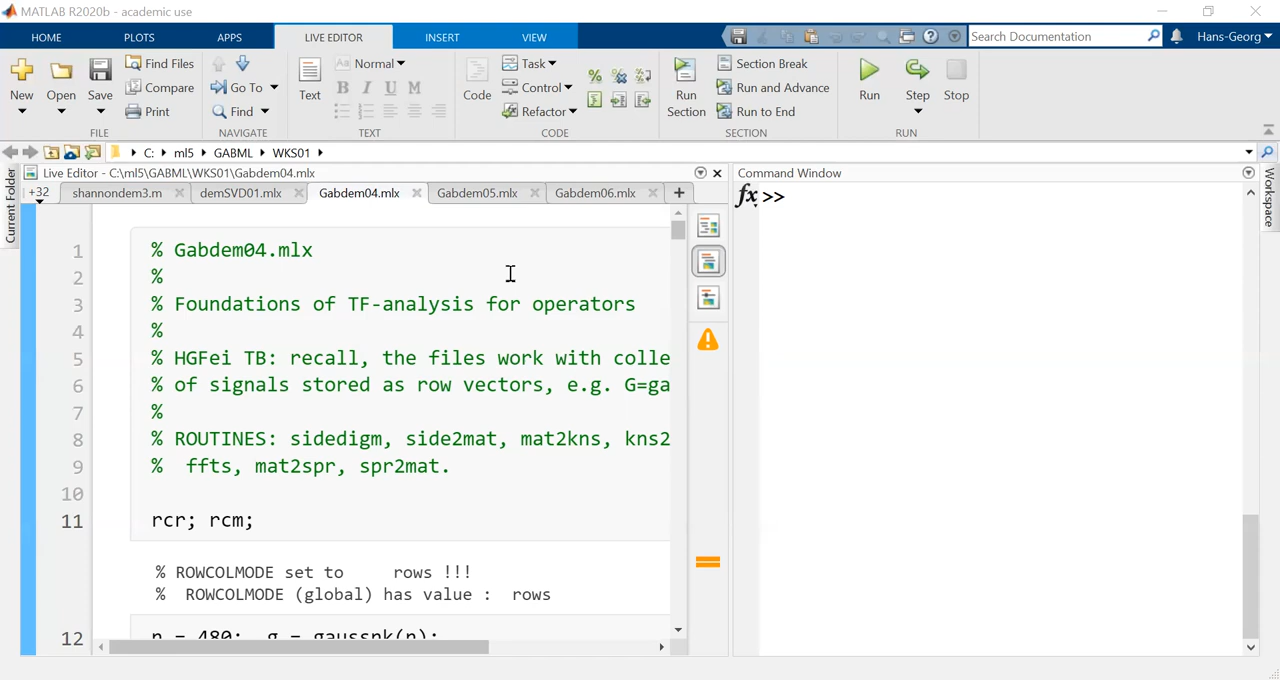 MATLAB R2020b - academic use
HOME PLOTS APPS LIVE EDITOR INSERT VIEW Search Documentation Hans-Georg
New Open Save Find Files Compare Print
FILE
Go To Find
NAVIGATE
Text Aa Normal B I U M
TEXT
Code Task Control Refactor
CODE
Run Section Section Break Run and Advance Run to End
SECTION
Run Step Stop
RUN
C: ml5 GABML WKS01
Current Folder
Live Editor - C:\ml5\GABML\WKS01\Gabdem04.mlx
+32 shannondem3.m demSVD01.mlx Gabdem04.mlx Gabdem05.mlx Gabdem06.mlx +
1 % Gabdem04.mlx
2 %
3 % Foundations of TF-analysis for operators
4 %
5 % HGFei TB: recall, the files work with colle
6 % of signals stored as row vectors, e.g. G=ga
7 %
8 % ROUTINES: sidedigm, side2mat, mat2kns, kns2
9 % ffts, mat2spr, spr2mat.
10
11 rcr; rcm;
% ROWCOLMODE set to rows !!!
% ROWCOLMODE (global) has value : rows
12 n = 480; g = gaussnk(n);
Command Window
fx >>
Workspace